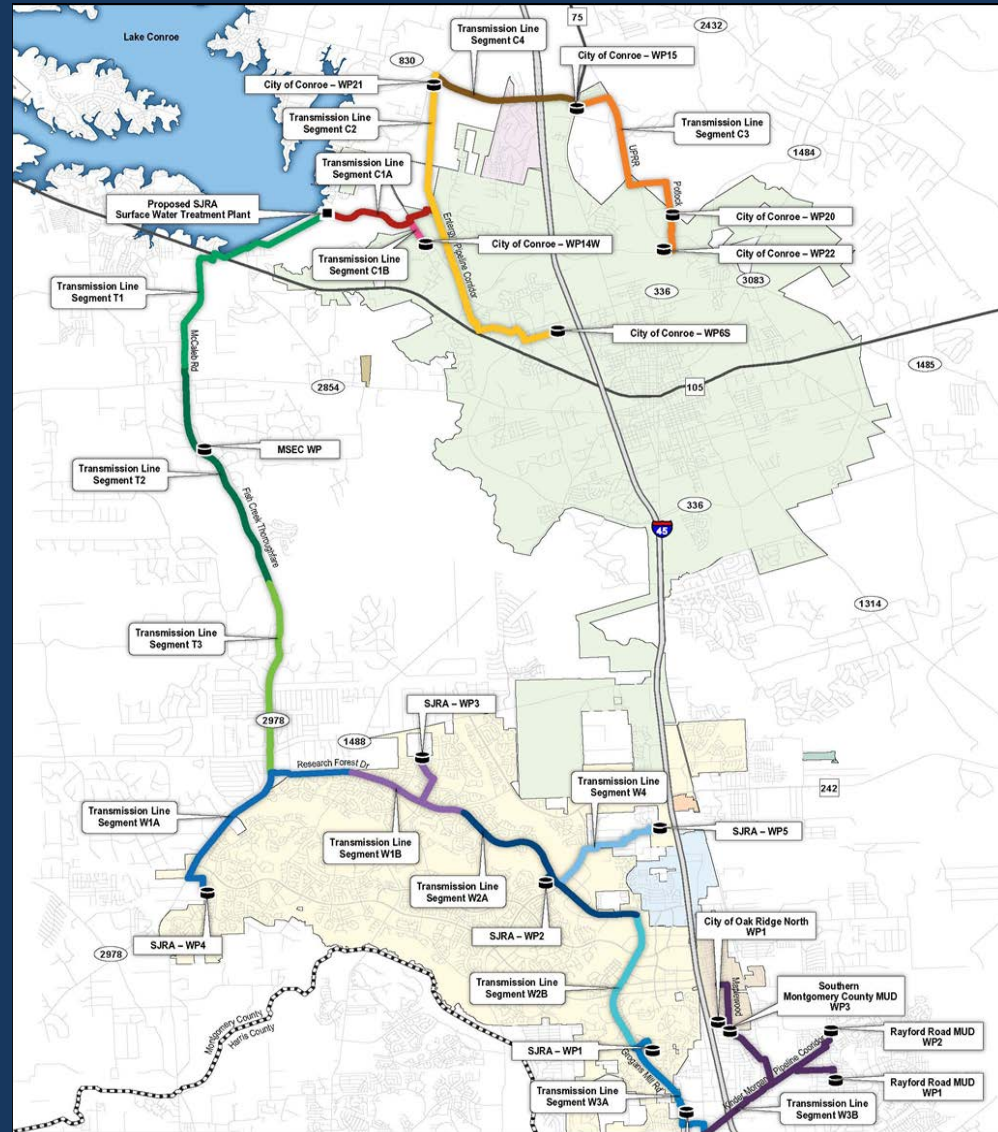 Lake Conroe
830
Transmission Line
Segment C4
75
2432
City of Conroe – WP15
City of Conroe – WP21
Transmission Line
Segment C2
Transmission Line
Segment C3
UPRR
1484
Transmission Line
Segment C1A
Proposed SJRA
Surface Water Treatment Plant
Pollock
City of Conroe – WP20
Pipeline Corridor
City of Conroe – WP14W
City of Conroe – WP22
Transmission Line
Segment C1B
3083
336
Transmission Line
Segment T1
City of Conroe – WP6S
McCaleb Rd
2854
105
1485
MSEC WP
Transmission Line
Segment T2
Fish Creek Thoroughfare
336
45
1314
Transmission Line
Segment T3
SJRA – WP3
2978
1488
Research Forest Dr
Transmission Line
Segment W4
242
Transmission Line
Segment W1A
SJRA – WP5
Transmission Line
Segment W1B
Transmission Line
Segment W2A
SJRA – WP4
SJRA – WP2
City of Oak Ridge North
WP1
2978
Maplewood
Southern
Montgomery County MUD
WP3
Transmission Line
Segment W2B
Montgomery County
Harris County
Rayford Road MUD
WP2
SJRA – WP1
Grogans Mill Rd
Kinder Morgan Pipeline Cooridor
Rayford Road MUD
WP1
Transmission Line
Segment W3A
Transmission Line
Segment W3B